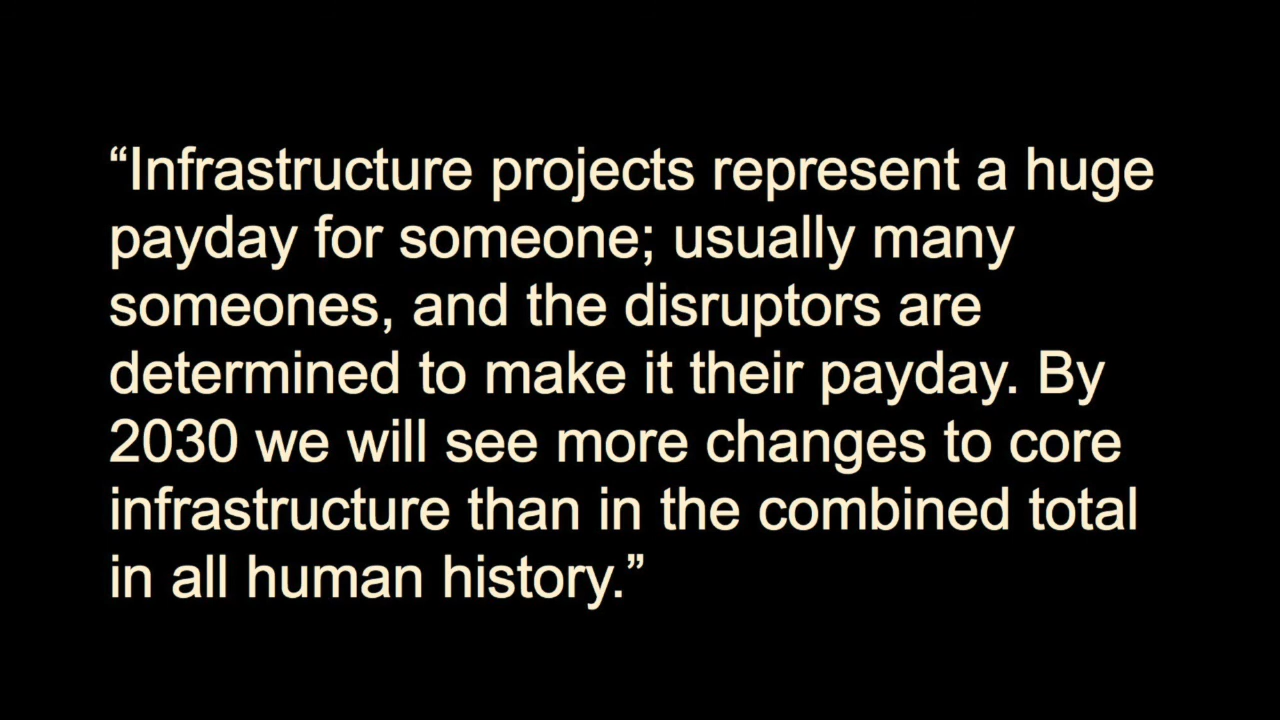 “Infrastructure projects represent a huge
payday for someone; usually many
someones, and the disruptors are
determined to make it their payday. By
2030 we will see more changes to core
infrastructure than in the combined total
in all human history.”